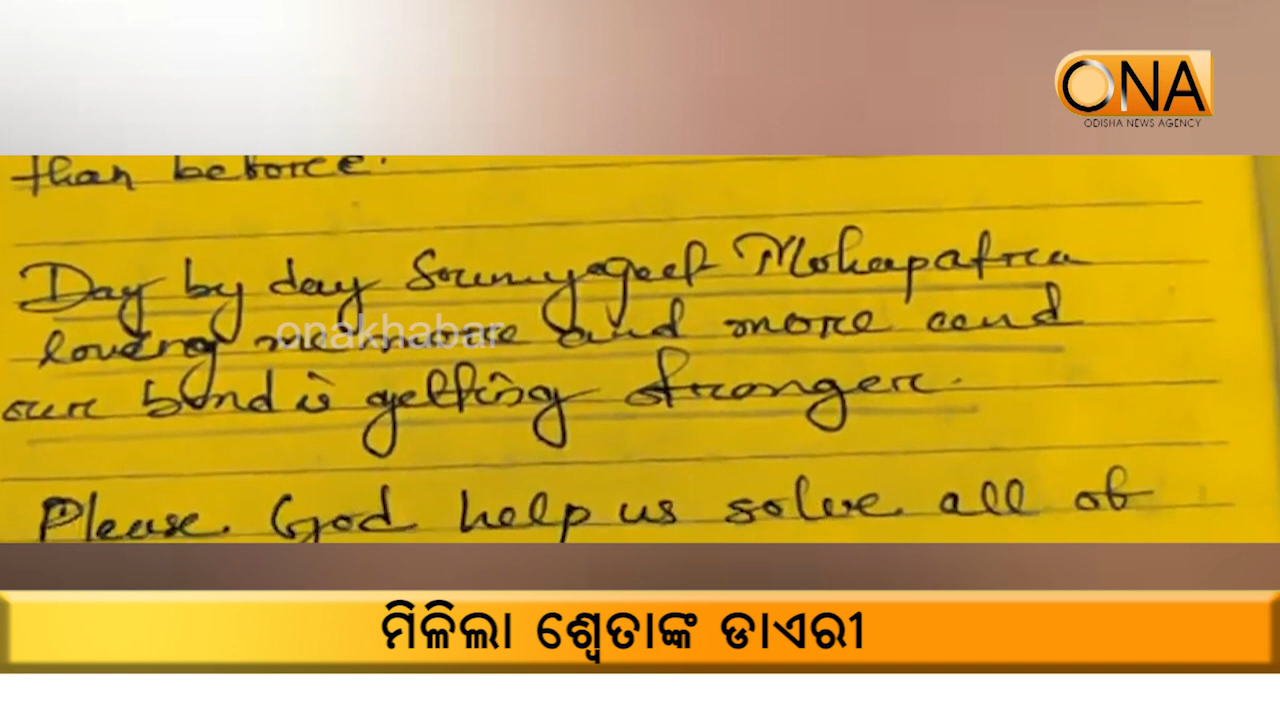 ONA
ODISHA NEWS AGENCY
than before.
Day by day Soumyajeet Mohapatra
loving me more and more and
onakhabar
our bond is getting stronger.
Please God help us solve all of
ମିଳିଲା ଶ୍ୱେତାଙ୍କ ଡାଏରୀ